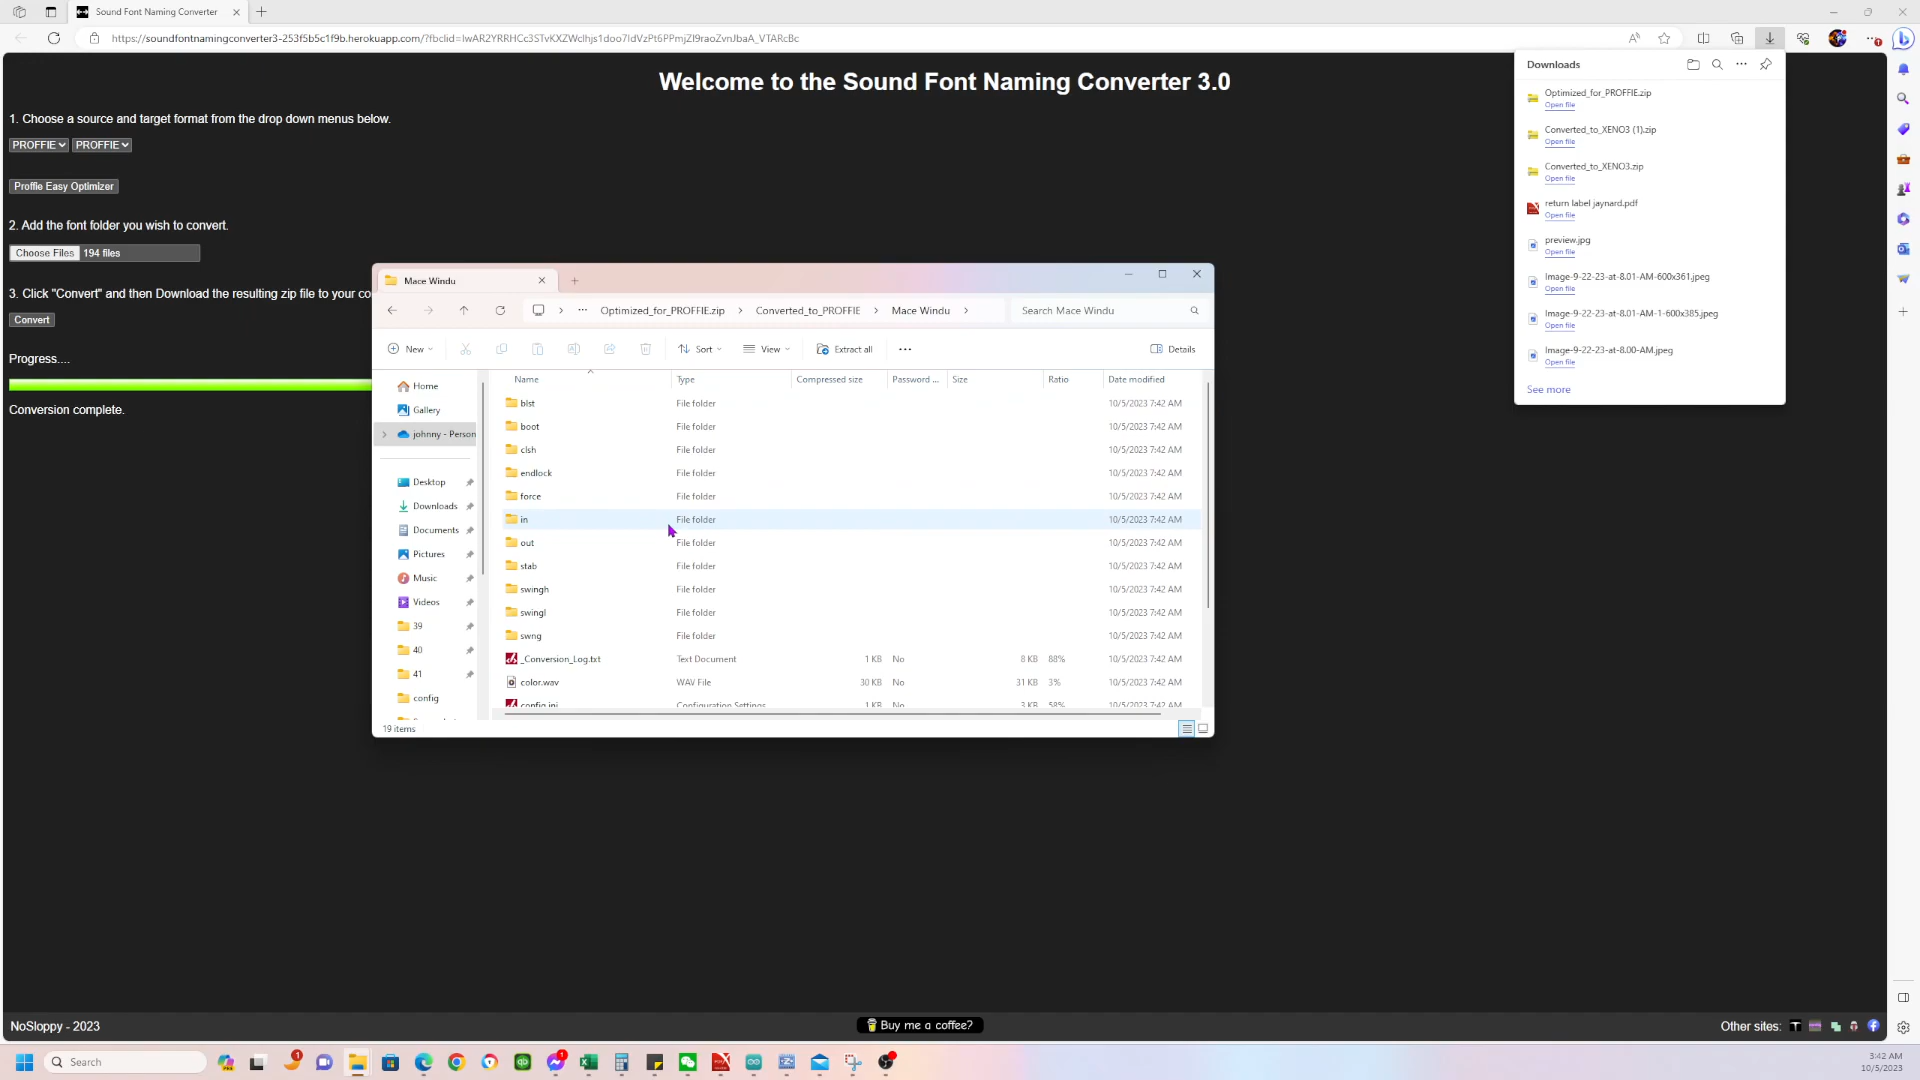 Sound Font Naming Converter
https://soundfontnamingconverter3-253f5b5c1f9b.herokuapp.com/?fbclid=IwAR2YRRHCc3STvKXZWclhjs1doo7IdVzPt6PPmjZI9raoZvnJbaA_VTARcBc
Welcome to the Sound Font Naming Converter 3.0
1. Choose a source and target format from the drop down menus below.
PROFFIE PROFFIE
Proffie Easy Optimizer
2. Add the font folder you wish to convert.
Choose Files 194 files
3. Click "Convert" and then Download the resulting zip file to your co
Convert
Progress....
Conversion complete.
Downloads
Optimized_for_PROFFIE.zip
Open file
Converted_to_XENO3 (1).zip
Open file
Converted_to_XENO3.zip
Open file
return label jaynard.pdf
Open file
preview.jpg
Open file
Image-9-22-23-at-8.01-AM-600x361.jpeg
Open file
Image-9-22-23-at-8.01-AM-1-600x385.jpeg
Open file
Image-9-22-23-at-8.00-AM.jpeg
Open file
See more
Mace Windu
Optimized_for_PROFFIE.zip Converted_to_PROFFIE Mace Windu Search Mace Windu
New Sort View Extract all Details
Home
Gallery
johnny - Person
Desktop
Downloads
Documents
Pictures
Music
Videos
39
40
41
config
Name Type Compressed size Password ... Size Ratio Date modified
blst File folder 10/5/2023 7:42 AM
boot File folder 10/5/2023 7:42 AM
clsh File folder 10/5/2023 7:42 AM
endlock File folder 10/5/2023 7:42 AM
force File folder 10/5/2023 7:42 AM
in File folder 10/5/2023 7:42 AM
out File folder 10/5/2023 7:42 AM
stab File folder 10/5/2023 7:42 AM
swingh File folder 10/5/2023 7:42 AM
swingl File folder 10/5/2023 7:42 AM
swng File folder 10/5/2023 7:42 AM
_Conversion_Log.txt Text Document 1 KB No 8 KB 88% 10/5/2023 7:42 AM
color.wav WAV File 30 KB No 31 KB 3% 10/5/2023 7:42 AM
config.ini Configuration Settings 1 KB No 3 KB 58% 10/5/2023 7:42 AM
19 items
NoSloppy - 2023
Buy me a coffee?
Other sites:
Search
3:42 AM
10/5/2023